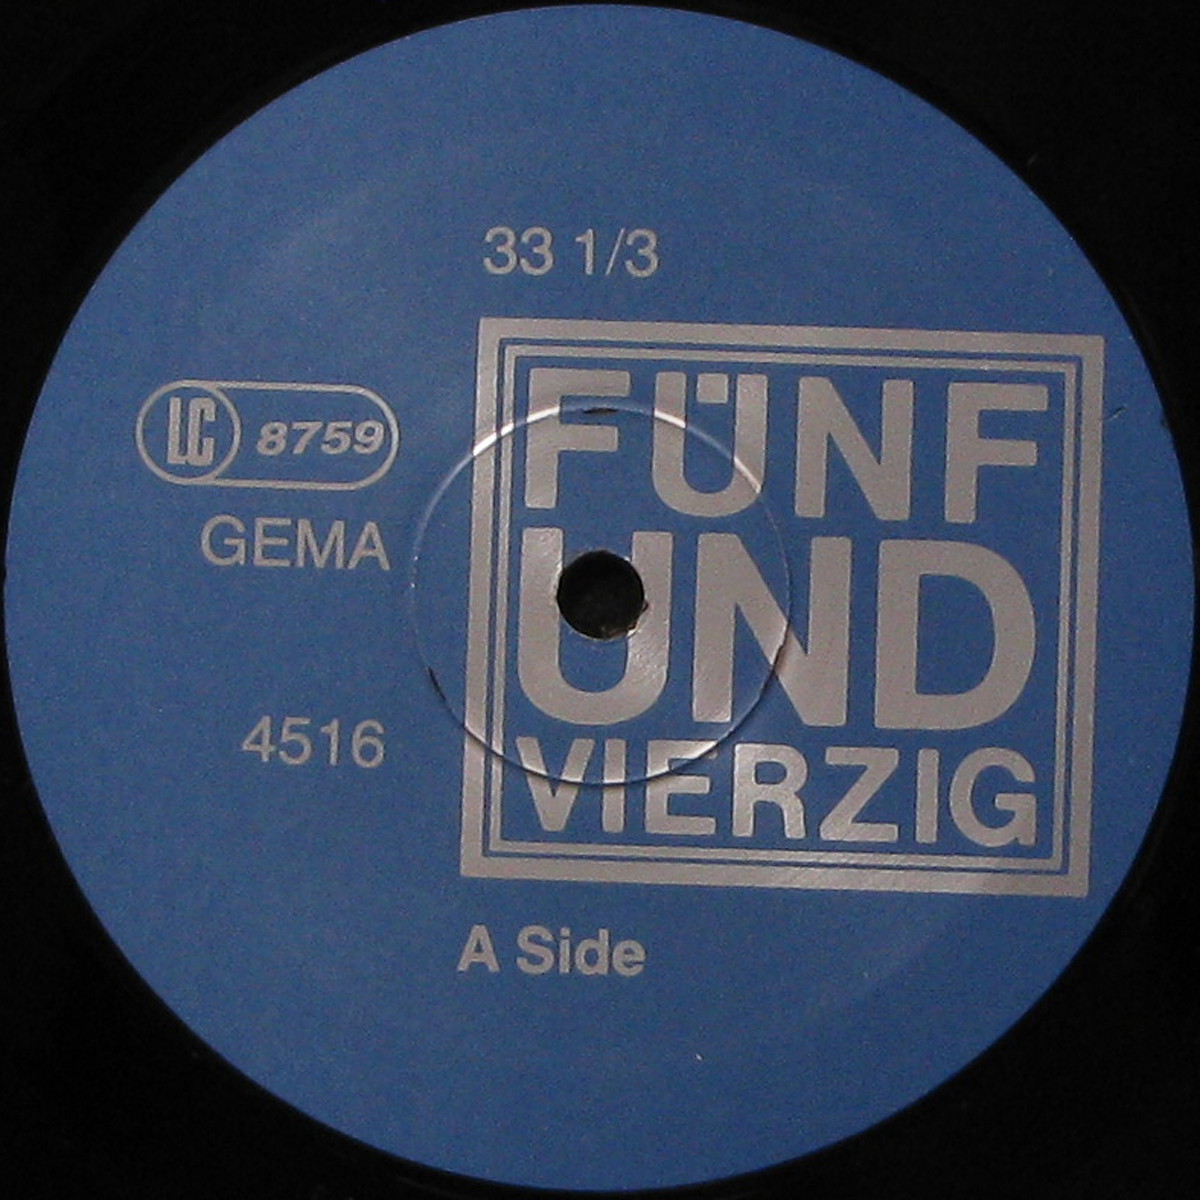 33 1/3
LC 8759
GEMA
4516
FÜNF
UND
VIERZIG
A Side